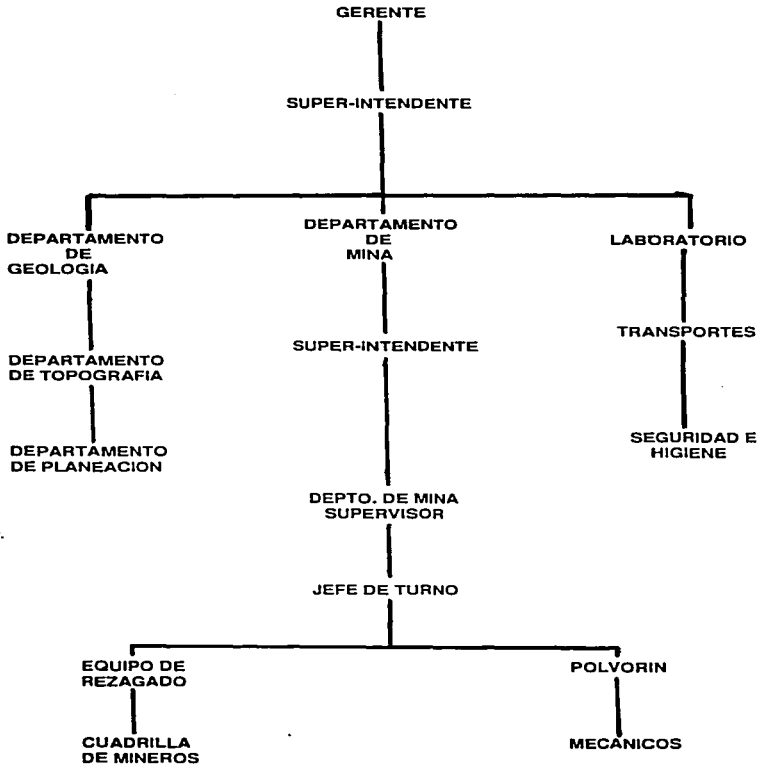 GERENTE
SUPER-INTENDENTE
DEPARTAMENTO
DE
GEOLOGIA
DEPARTAMENTO
DE
MINA
LABORATORIO
DEPARTAMENTO
DE TOPOGRAFIA
SUPER-INTENDENTE
TRANSPORTES
DEPARTAMENTO
DE PLANEACION
SEGURIDAD E
HIGIENE
DEPTO. DE MINA
SUPERVISOR
JEFE DE TURNO
EQUIPO DE
REZAGADO
POLVORIN
CUADRILLA
DE MINEROS
MECANICOS